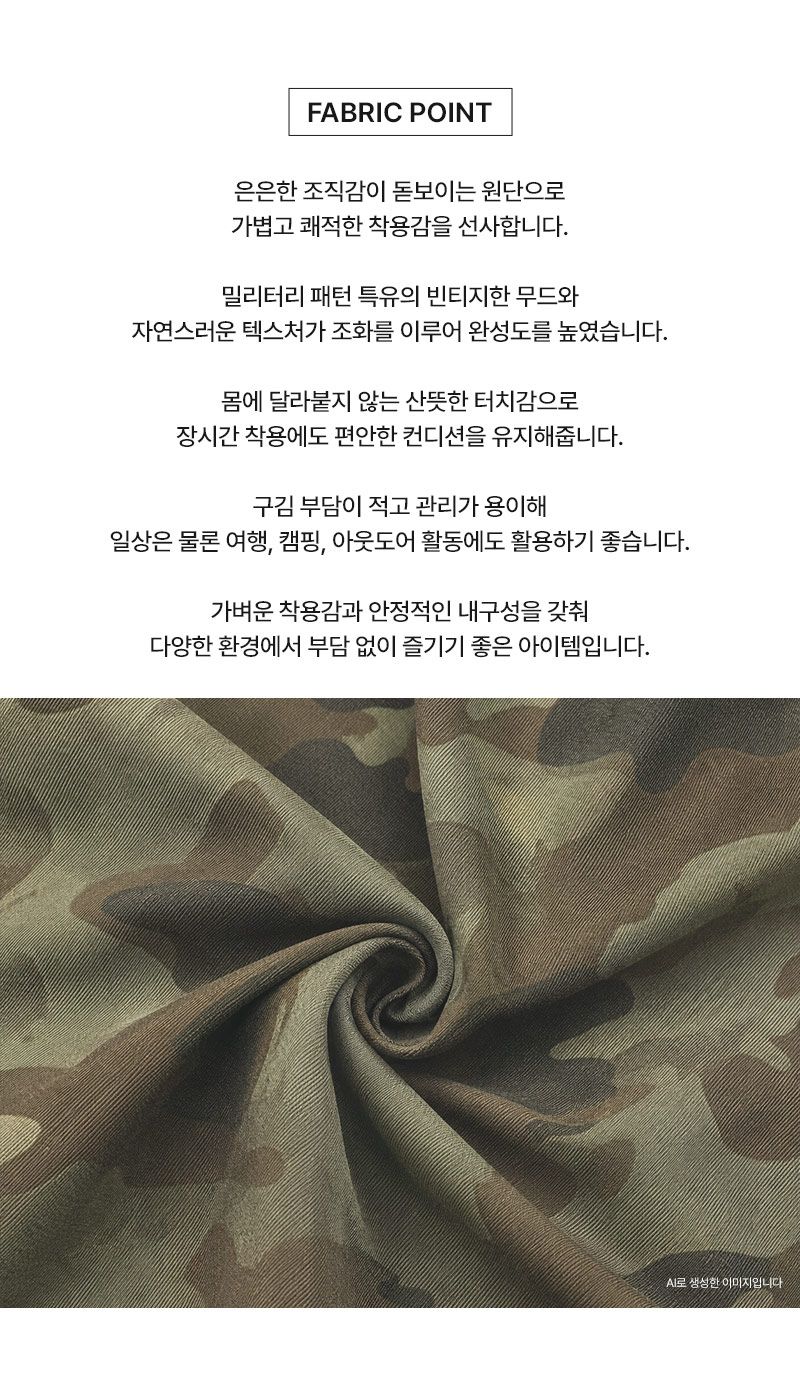 FABRIC POINT
은은한 조직감이 돋보이는 원단으로
가볍고 쾌적한 착용감을 선사합니다.
밀리터리 패턴 특유의 빈티지한 무드와
자연스러운 텍스처가 조화를 이루어 완성도를 높였습니다.
몸에 달라붙지 않는 산뜻한 터치감으로
장시간 착용에도 편안한 컨디션을 유지해줍니다.
구김 부담이 적고 관리가 용이해
일상은 물론 여행, 캠핑, 아웃도어 활동에도 활용하기 좋습니다.
가벼운 착용감과 안정적인 내구성을 갖춰
다양한 환경에서 부담 없이 즐기기 좋은 아이템입니다.
AI로 생성한 이미지입니다